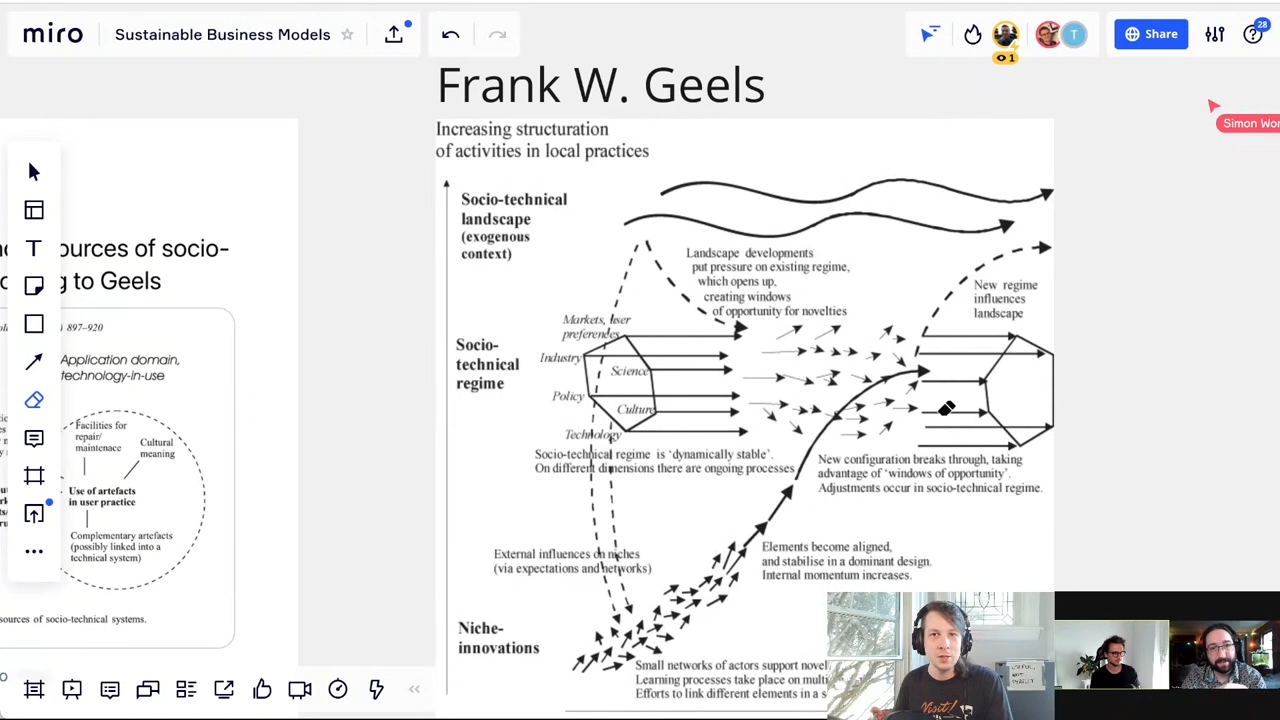 miro
Sustainable Business Models
Share
28
1
T
Simon Wor
Frank W. Geels
ources of socio-
g to Geels
897–920
Application domain,
technology-in-use
Facilities for
repair/
maintenace
Cultural
meaning
Use of artefacts
in user practice
Complementary artefacts
(possibly linked into a
technical system)
sources of socio-technical systems.
Increasing structuration
of activities in local practices
Socio-technical
landscape
(exogenous
context)
Landscape developments
put pressure on existing regime,
which opens up,
creating windows
of opportunity for novelties
New regime
influences
landscape
Markets, user
preferences
Industry
Science
Policy
Culture
Technology
Socio-
technical
regime
Socio-technical regime is ‘dynamically stable’.
On different dimensions there are ongoing processes
New configuration breaks through, taking
advantage of ‘windows of opportunity’.
Adjustments occur in socio-technical regime.
External influences on niches
(via expectations and networks)
Elements become aligned,
and stabilise in a dominant design.
Internal momentum increases.
Niche-
innovations
Small networks of actors support novel
Learning processes take place on multi
Efforts to link different elements in a s
Visit!